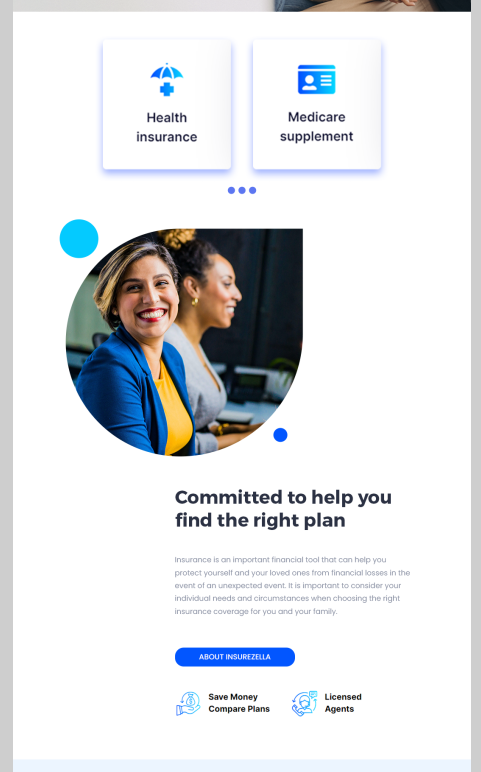 Health
insurance
Medicare
supplement
Committed to help you
find the right plan
Insurance is an important financial tool that can help you
protect yourself and your loved ones from financial losses in the
event of an unexpected event. It is important to consider your
individual needs and circumstances when choosing the right
insurance coverage for you and your family.
ABOUT INSUREZELLA
Save Money
Compare Plans
Licensed
Agents